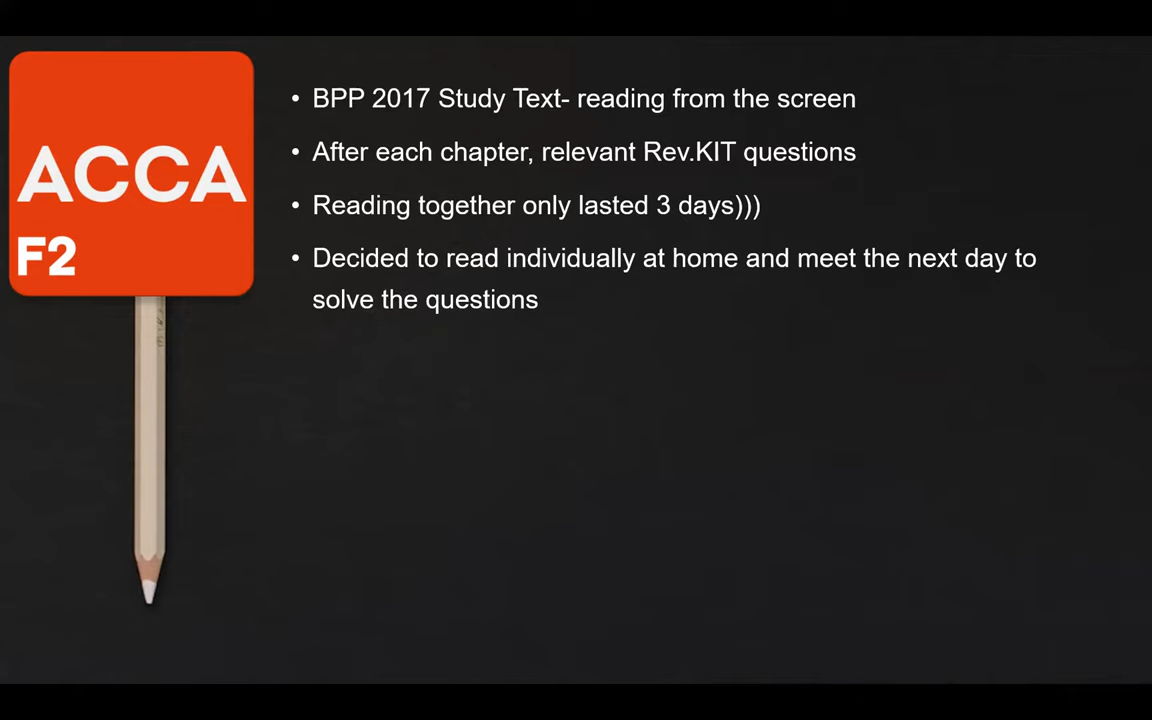 ACCA
F2
• BPP 2017 Study Text- reading from the screen
• After each chapter, relevant Rev.KIT questions
• Reading together only lasted 3 days)))
• Decided to read individually at home and meet the next day to
solve the questions